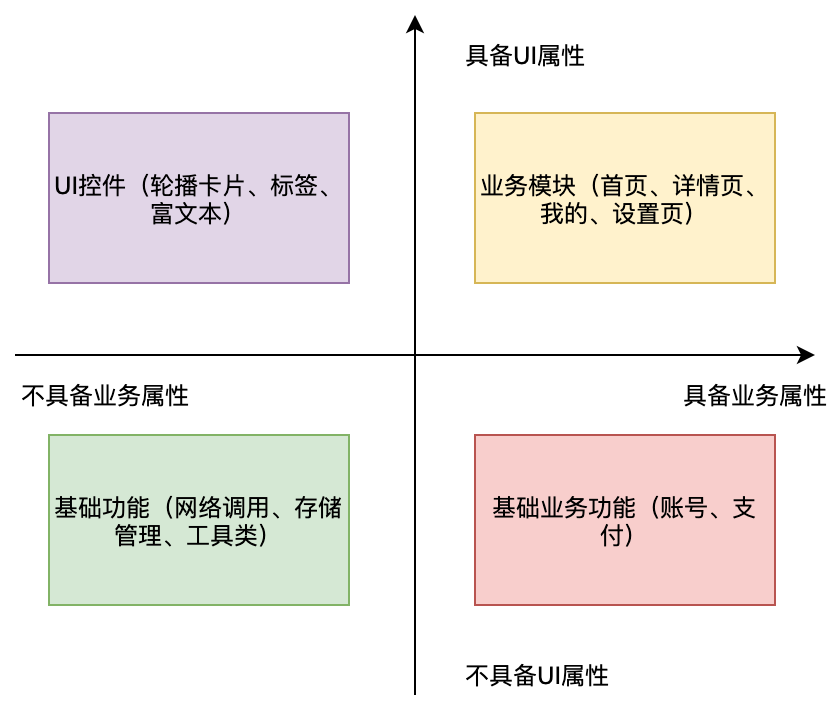 具备UI属性
UI控件（轮播卡片、标签、
富文本）
业务模块（首页、详情页、
我的、设置页）
不具备业务属性
具备业务属性
基础功能（网络调用、存储
管理、工具类）
基础业务功能（账号、支
付）
不具备UI属性